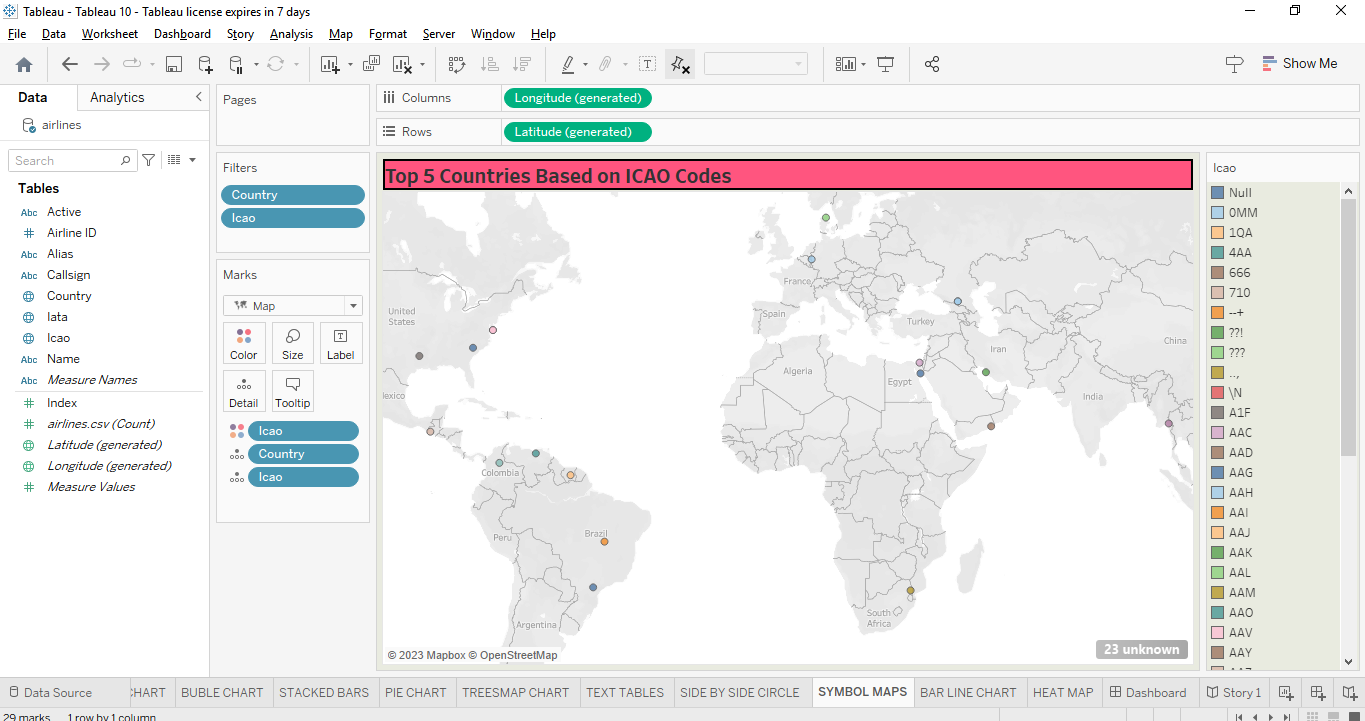 Tableau - Tableau 10 - Tableau license expires in 7 days
File Data Worksheet Dashboard Story Analysis Map Format Server Window Help
Show Me
Data Analytics
airlines
Search
Tables
Abc Active
Airline ID
Abc Alias
Abc Callsign
Country
Iata
Icao
Abc Name
Abc Measure Names
Index
airlines.csv (Count)
Latitude (generated)
Longitude (generated)
Measure Values
Pages
Filters
Country
Icao
Marks
Map
Color Size Label
Detail Tooltip
Icao
Country
Icao
Columns Longitude (generated)
Rows Latitude (generated)
Top 5 Countries Based on ICAO Codes
France
United
States
Spain
Turkey
China
Iran
Algeria
Egypt
exico
India
Colombia
Brazil
Peru
South
Africa
Argentina
© 2023 Mapbox © OpenStreetMap
23 unknown
Icao
Null
0MM
1QA
4AA
666
710
--+
??!
???
..,
\N
A1F
AAC
AAD
AAG
AAH
AAI
AAJ
AAK
AAL
AAM
AAO
AAV
AAY
Data Source HART BUBLE CHART STACKED BARS PIE CHART TREESMAP CHART TEXT TABLES SIDE BY SIDE CIRCLE SYMBOL MAPS BAR LINE CHART HEAT MAP Dashboard Story 1
29 marks 1 row by 1 column